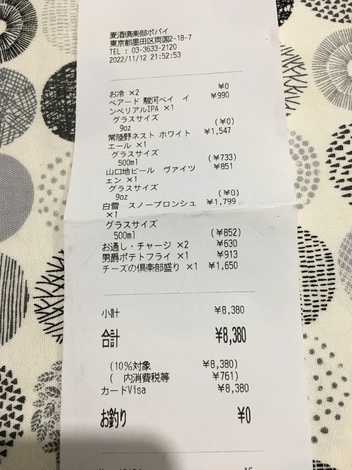 麦酒倶楽部ポパイ
東京都墨田区両国2-18-7
TEL : 03-3633-2120
2022/11/12 21:52:53
お冷 ×2 ¥0
ベアード 駿河ベイ イ ¥990
ンペリアルIPA ×1
グラスサイズ
9oz (¥0)
常陸野ネスト ホワイト ¥1,547
エール ×1
グラスサイズ
500ml (¥733)
山口地ビール ヴァイツ ¥851
エン ×1
グラスサイズ
9oz (¥0)
白雪 スノーブロンシュ ¥1,799
×1
グラスサイズ
500ml (¥852)
お通し・チャージ ×2 ¥630
男爵ポテトフライ ×1 ¥913
チーズの倶楽部盛り ×1 ¥1,650
小計 ¥8,380
合計 ¥8,380
(10%対象 ¥8,380)
( 内消費税等 ¥761)
カードVisa ¥8,380
お釣り ¥0